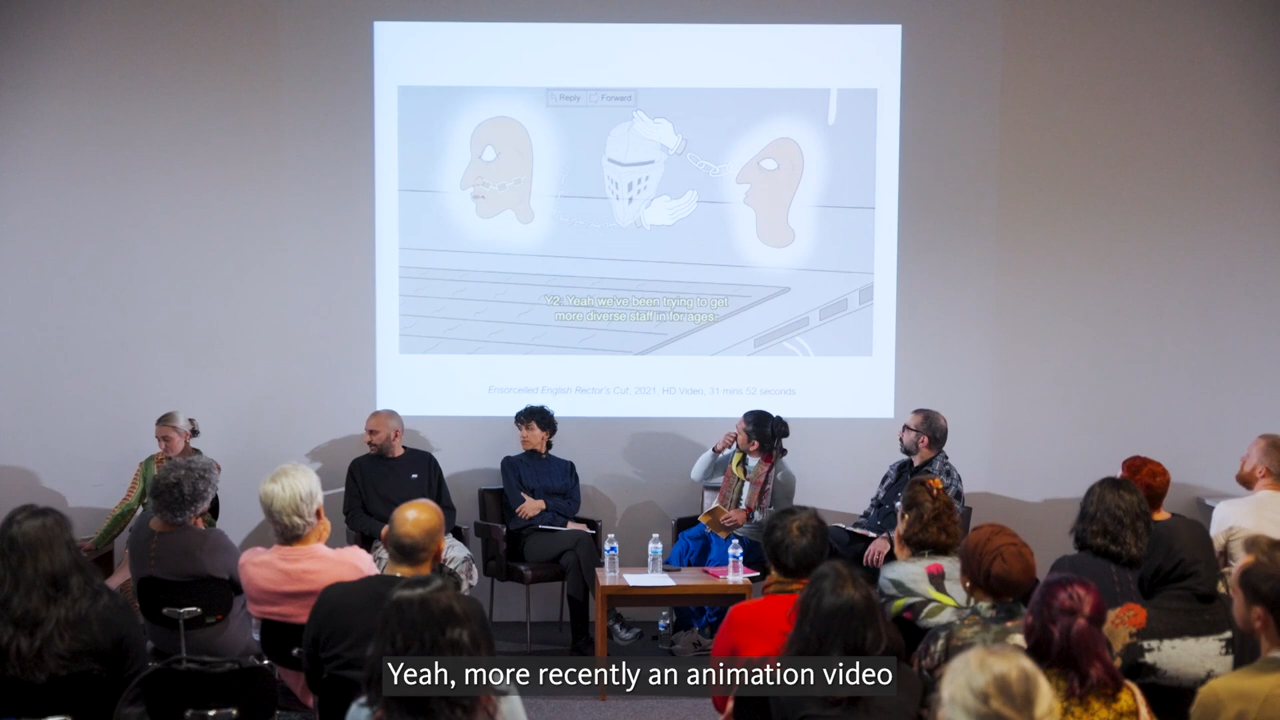 Reply Forward
Y2: Yeah we've been trying to get
more diverse staff in for ages-
Ensorcelled English Rector's Cut, 2021, HD Video, 31 mins 52 seconds
Yeah, more recently an animation video